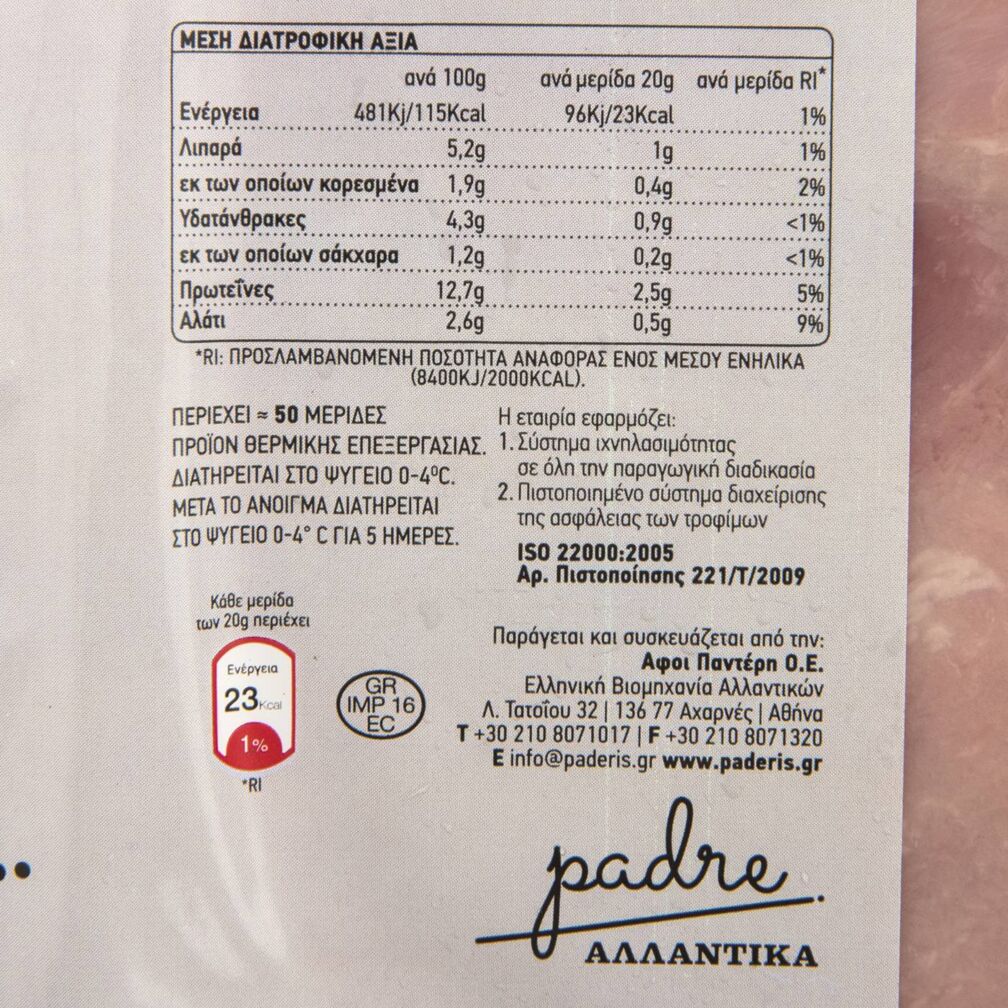 ΜΕΣΗ ΔΙΑΤΡΟΦΙΚΗ ΑΞΙΑ
ανά 100g ανά μερίδα 20g ανά μερίδα RI*
Ενέργεια 481Kj/115Kcal 96Kj/23Kcal 1%
Λιπαρά 5,2g 1g 1%
εκ των οποίων κορεσμένα 1,9g 0,4g 2%
Υδατάνθρακες 4,3g 0,9g <1%
εκ των οποίων σάκχαρα 1,2g 0,2g <1%
Πρωτεΐνες 12,7g 2,5g 5%
Αλάτι 2,6g 0,5g 9%
*RI: ΠΡΟΣΛΑΜΒΑΝΟΜΕΝΗ ΠΟΣΟΤΗΤΑ ΑΝΑΦΟΡΑΣ ΕΝΟΣ ΜΕΣΟΥ ΕΝΗΛΙΚΑ
(8400KJ/2000KCAL).
ΠΕΡΙΕΧΕΙ ≈ 50 ΜΕΡΙΔΕΣ
ΠΡΟΪΟΝ ΘΕΡΜΙΚΗΣ ΕΠΕΞΕΡΓΑΣΙΑΣ.
ΔΙΑΤΗΡΕΙΤΑΙ ΣΤΟ ΨΥΓΕΙΟ 0-4°C.
ΜΕΤΑ ΤΟ ΑΝΟΙΓΜΑ ΔΙΑΤΗΡΕΙΤΑΙ
ΣΤΟ ΨΥΓΕΙΟ 0-4° C ΓΙΑ 5 ΗΜΕΡΕΣ.
Η εταιρία εφαρμόζει:
1. Σύστημα ιχνηλασιμότητας
σε όλη την παραγωγική διαδικασία
2. Πιστοποιημένο σύστημα διαχείρισης
της ασφάλειας των τροφίμων
ISO 22000:2005
Αρ. Πιστοποίησης 221/Τ/2009
Κάθε μερίδα
των 20g περιέχει
Ενέργεια
23Kcal
1%
*RI
GR
IMP 16
EC
Παράγεται και συσκευάζεται από την:
Αφοι Παντέρη Ο.Ε.
Ελληνική Βιομηχανία Αλλαντικών
Λ. Τατοΐου 32 | 136 77 Αχαρνές | Αθήνα
T +30 210 8071017 | F +30 210 8071320
E info@paderis.gr www.paderis.gr
padre.
ΑΛΛΑΝΤΙΚΑ